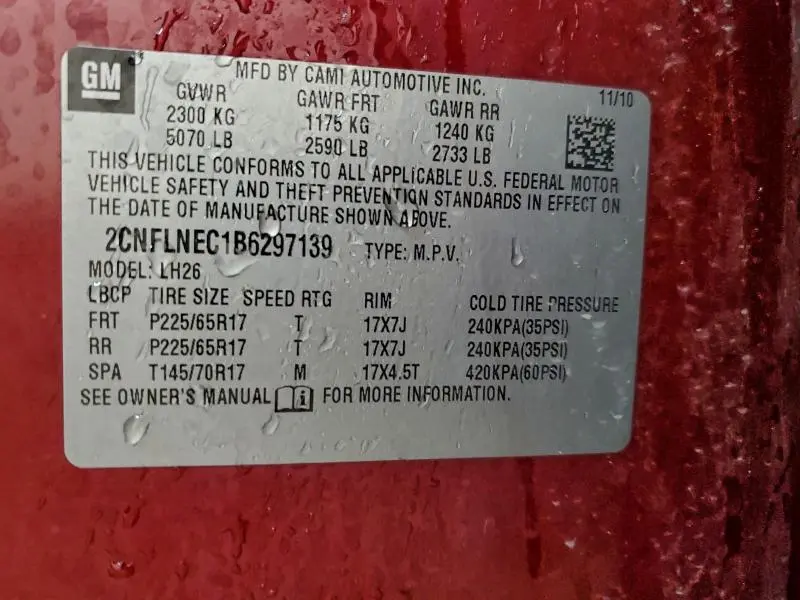 GM
MFD BY CAMI AUTOMOTIVE INC.
11/10
GVWR GAWR FRT GAWR RR
2300 KG 1175 KG 1240 KG
5070 LB 2590 LB 2733 LB
THIS VEHICLE CONFORMS TO ALL APPLICABLE U.S. FEDERAL MOTOR
VEHICLE SAFETY AND THEFT PREVENTION STANDARDS IN EFFECT ON
THE DATE OF MANUFACTURE SHOWN ABOVE.
2CNFLNEC1B6297139 TYPE: M.P.V.
MODEL: LH26
LBCP TIRE SIZE SPEED RTG RIM COLD TIRE PRESSURE
FRT P225/65R17 T 17X7J 240KPA(35PSI)
RR P225/65R17 T 17X7J 240KPA(35PSI)
SPA T145/70R17 M 17X4.5T 420KPA(60PSI)
SEE OWNER'S MANUAL FOR MORE INFORMATION.